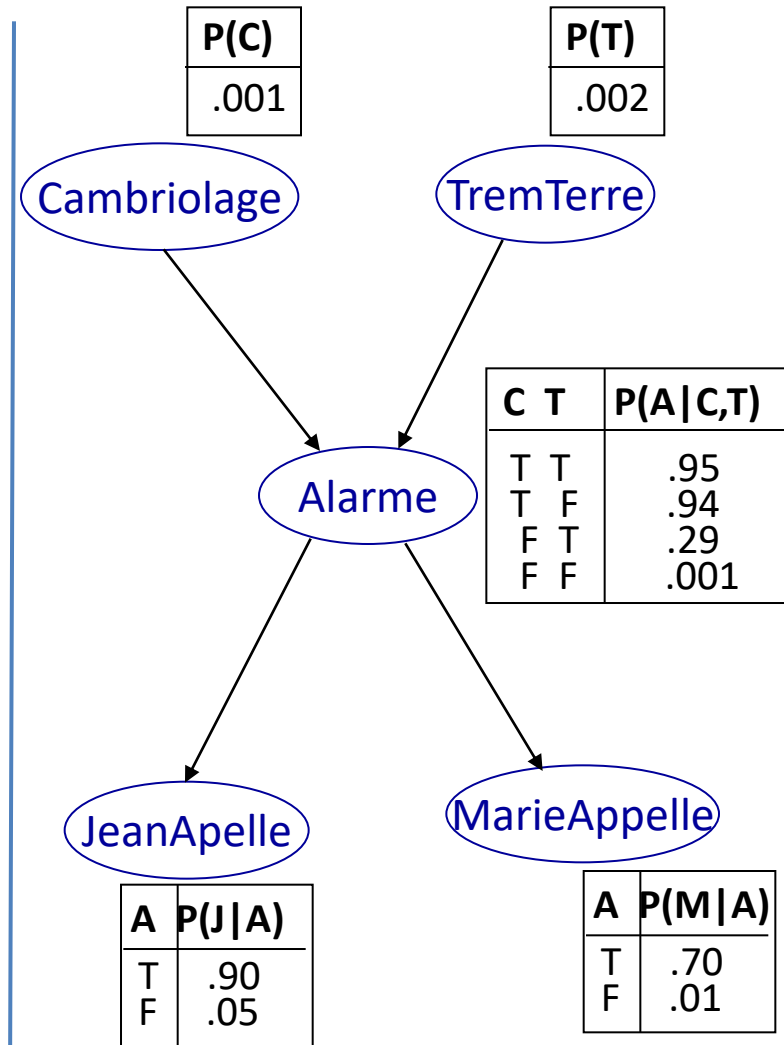 P(C)
.001
P(T)
.002
Cambriolage
TremTerre
C T P(A|C,T)
T T .95
T F .94
F T .29
F F .001
Alarme
JeanApelle
MarieAppelle
A P(J|A)
T .90
F .05
A P(M|A)
T .70
F .01